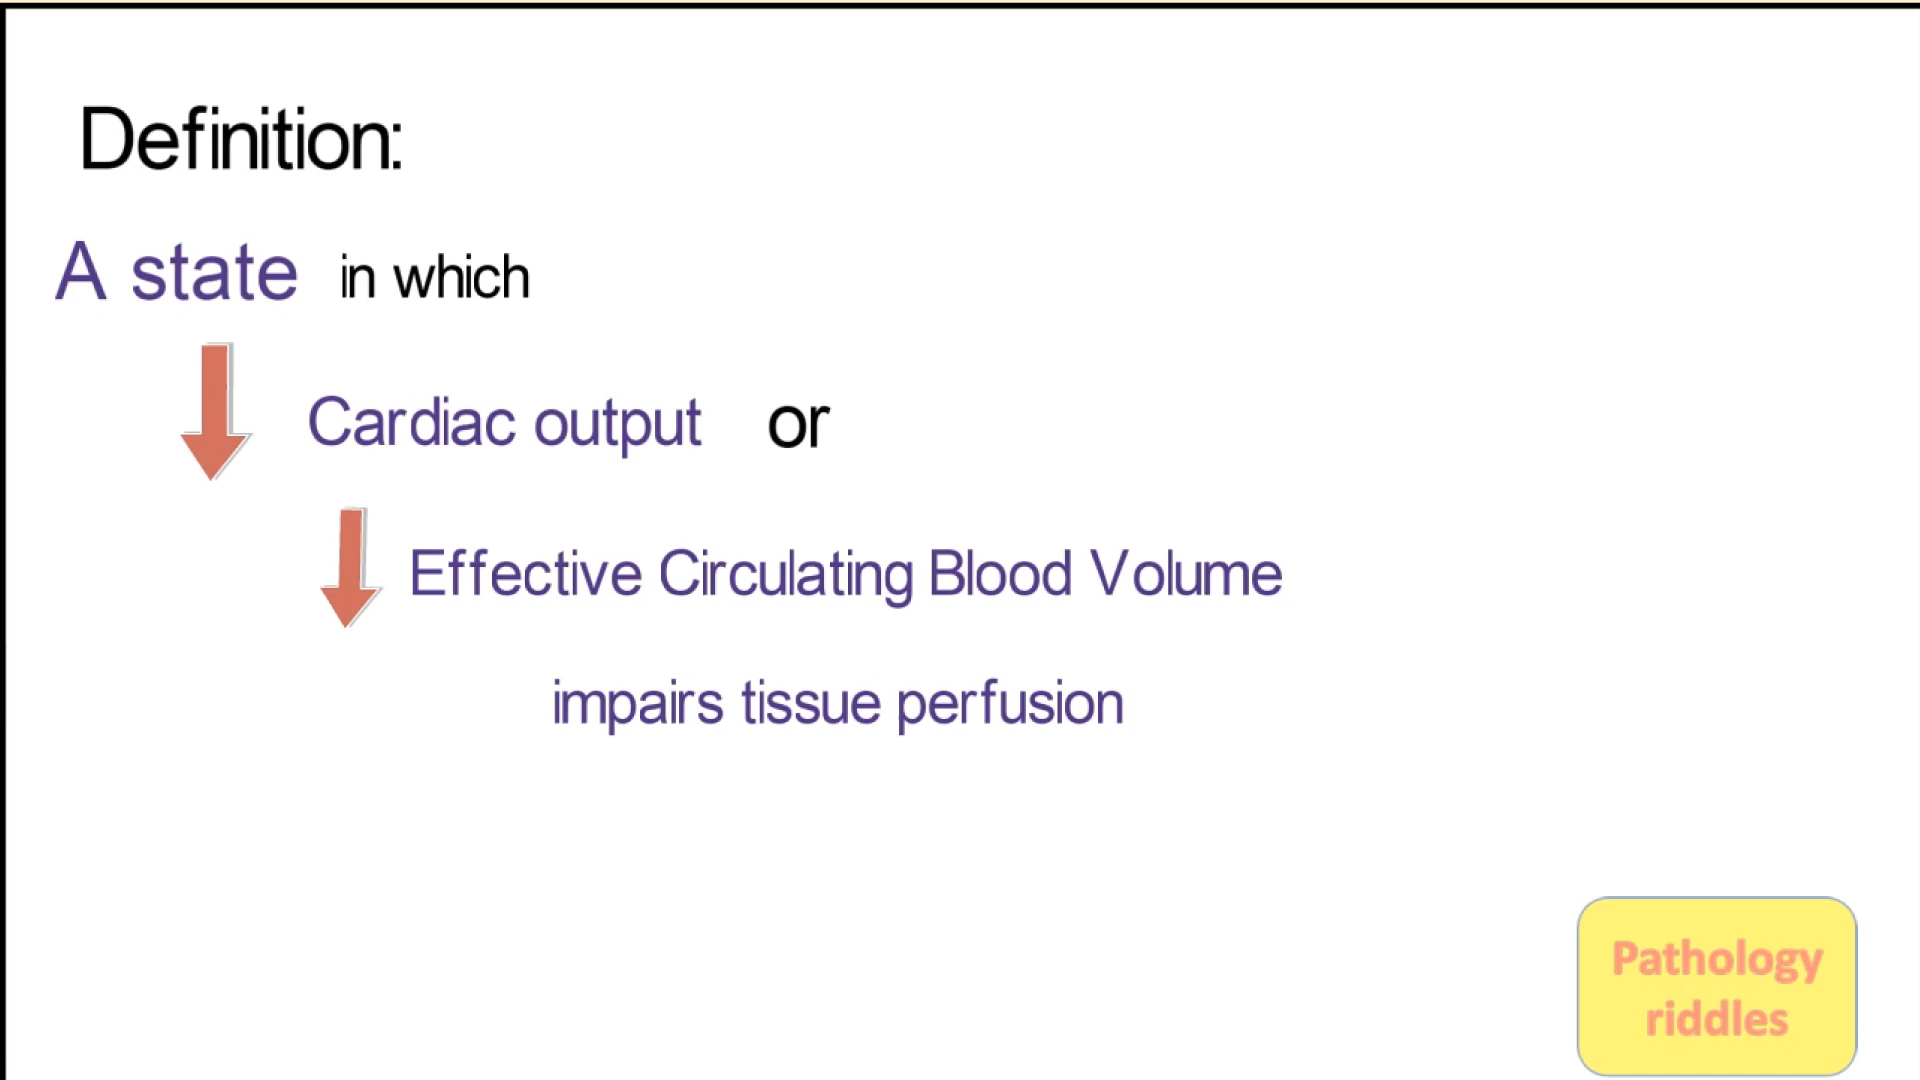 Definition:
A state in which
Cardiac output or
Effective Circulating Blood Volume
impairs tissue perfusion
Pathology
riddles